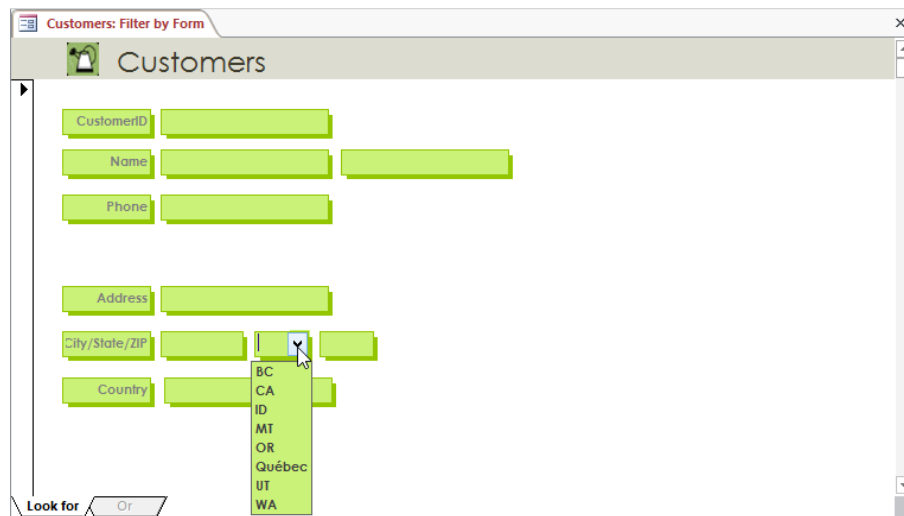 Customers: Filter by Form
Customers
CustomerID
Name
Phone
Address
City/State/ZIP
Country
BC
CA
ID
MT
OR
Québec
UT
WA
Look for
Or